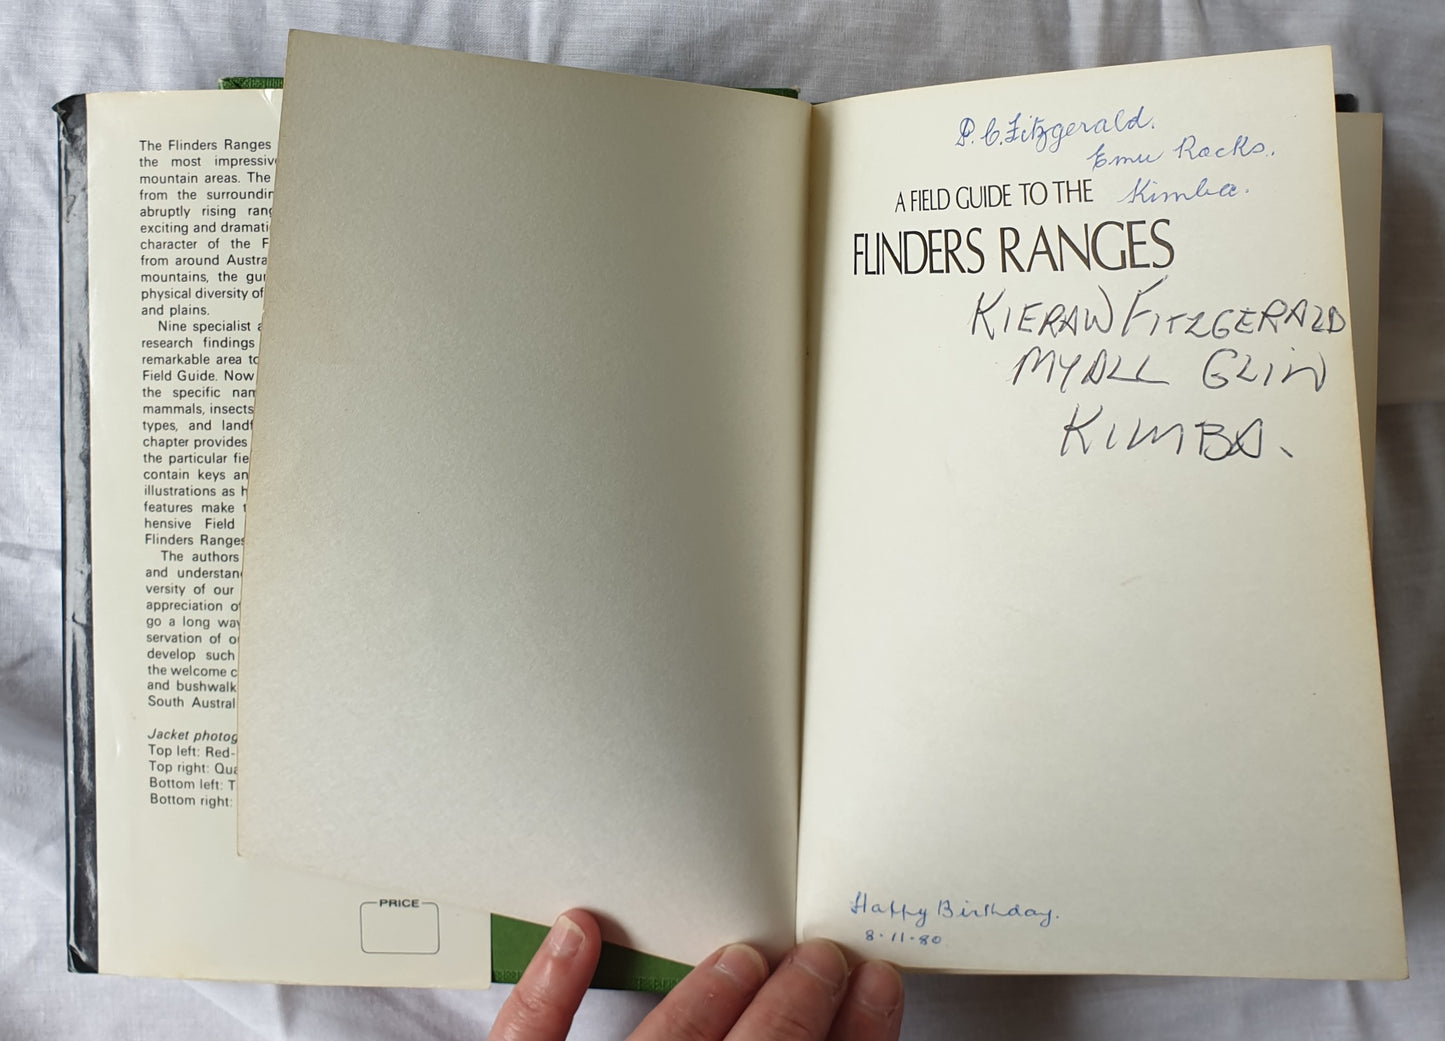 The Flinders Ranges
the most impressive
mountain areas. The
from the surroundin
abruptly rising rang
exciting and dramati
character of the F
from around Austra
mountains, the gu
physical diversity of
and plains.
Nine specialist a
research findings
remarkable area to
Field Guide. Now
the specific nam
mammals, insects
types, and landf
chapter provides
the particular fie
contain keys an
illustrations as h
features make t
hensive Field
Flinders Ranges
The authors
and understand
versity of our
appreciation of
go a long way
servation of o
develop such
the welcome c
and bushwalk
South Austral
Jacket photog
Top left: Red-
Top right: Qua
Bottom left: T
Bottom right:
PRICE
P. C. Fitzgerald.
Emu Rocks.
Kimba.
A FIELD GUIDE TO THE
FLINDERS RANGES
KIERAN FITZGERALD
MYALL GLEN
KIMBA.
Happy Birthday.
8.11.80